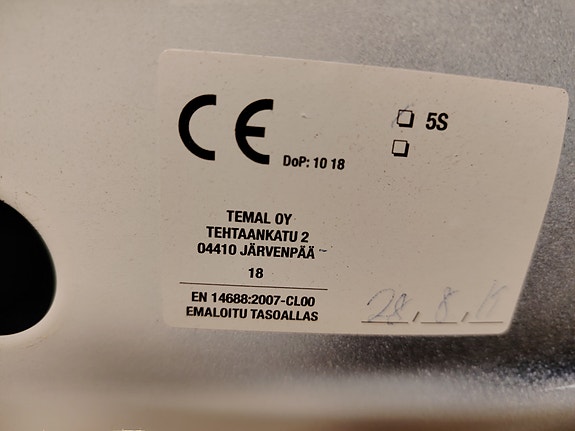 CE
DoP: 10 18
5S
TEMAL OY
TEHTAANKATU 2
04410 JÄRVENPÄÄ
18
EN 14688:2007-CL00
EMALOITU TASOALLAS
28. 8.